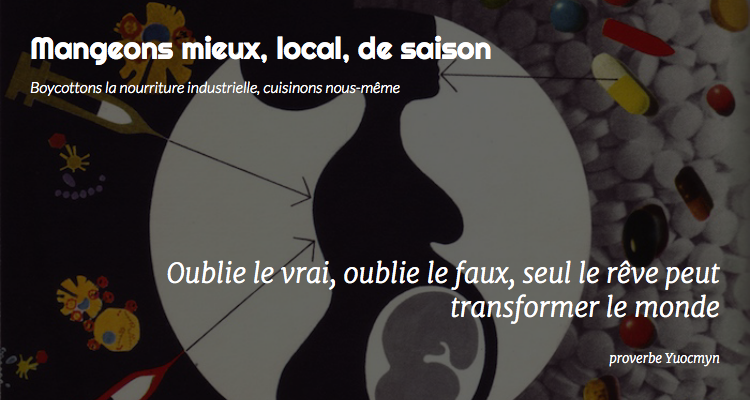 Mangeons mieux, local, de saison
Boycottons la nourriture industrielle, cuisinons nous-même
Oublie le vrai, oublie le faux, seul le rêve peut
transformer le monde
proverbe Yuocmyn